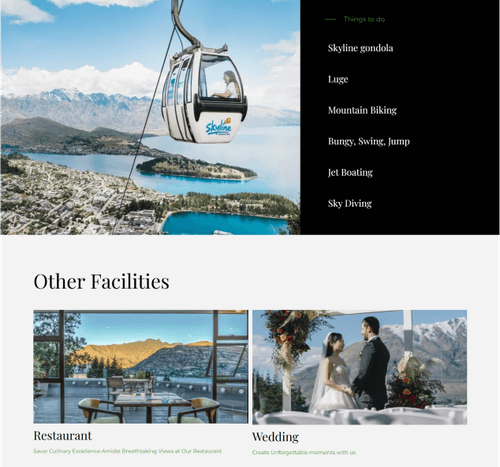 Skyline
Things to do
Skyline gondola
Luge
Mountain Biking
Bungy, Swing, Jump
Jet Boating
Sky Diving
Other Facilities
Restaurant
Savor Culinary Excellence Amidst Breathtaking Views at Our Restaurant
Wedding
Create Unforgettable moments with us